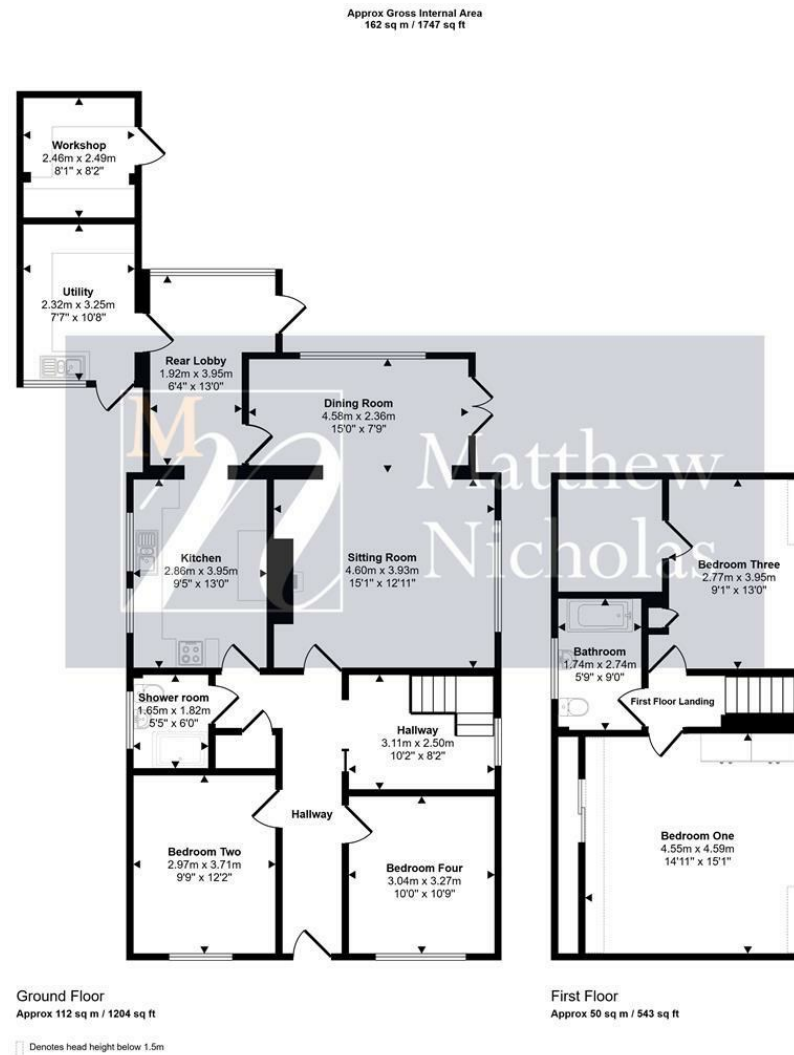 Approx Gross Internal Area
162 sq m / 1747 sq ft
Workshop
2.46m x 2.49m
8'1" x 8'2"
Utility
2.32m x 3.25m
7'7" x 10'8"
Rear Lobby
1.92m x 3.95m
6'4" x 13'0"
Dining Room
4.58m x 2.36m
15'0" x 7'9"
M
n
Matthew
Nicholas
Kitchen
2.86m x 3.95m
9'5" x 13'0"
Sitting Room
4.60m x 3.93m
15'1" x 12'11"
Bedroom Three
2.77m x 3.95m
9'1" x 13'0"
Bathroom
1.74m x 2.74m
5'9" x 9'0"
Shower room
1.65m x 1.82m
5'5" x 6'0"
Hallway
3.11m x 2.50m
10'2" x 8'2"
First Floor Landing
Hallway
Bedroom Two
2.97m x 3.71m
9'9" x 12'2"
Bedroom Four
3.04m x 3.27m
10'0" x 10'9"
Bedroom One
4.55m x 4.59m
14'11" x 15'1"
Ground Floor
Approx 112 sq m / 1204 sq ft
First Floor
Approx 50 sq m / 543 sq ft
Denotes head height below 1.5m